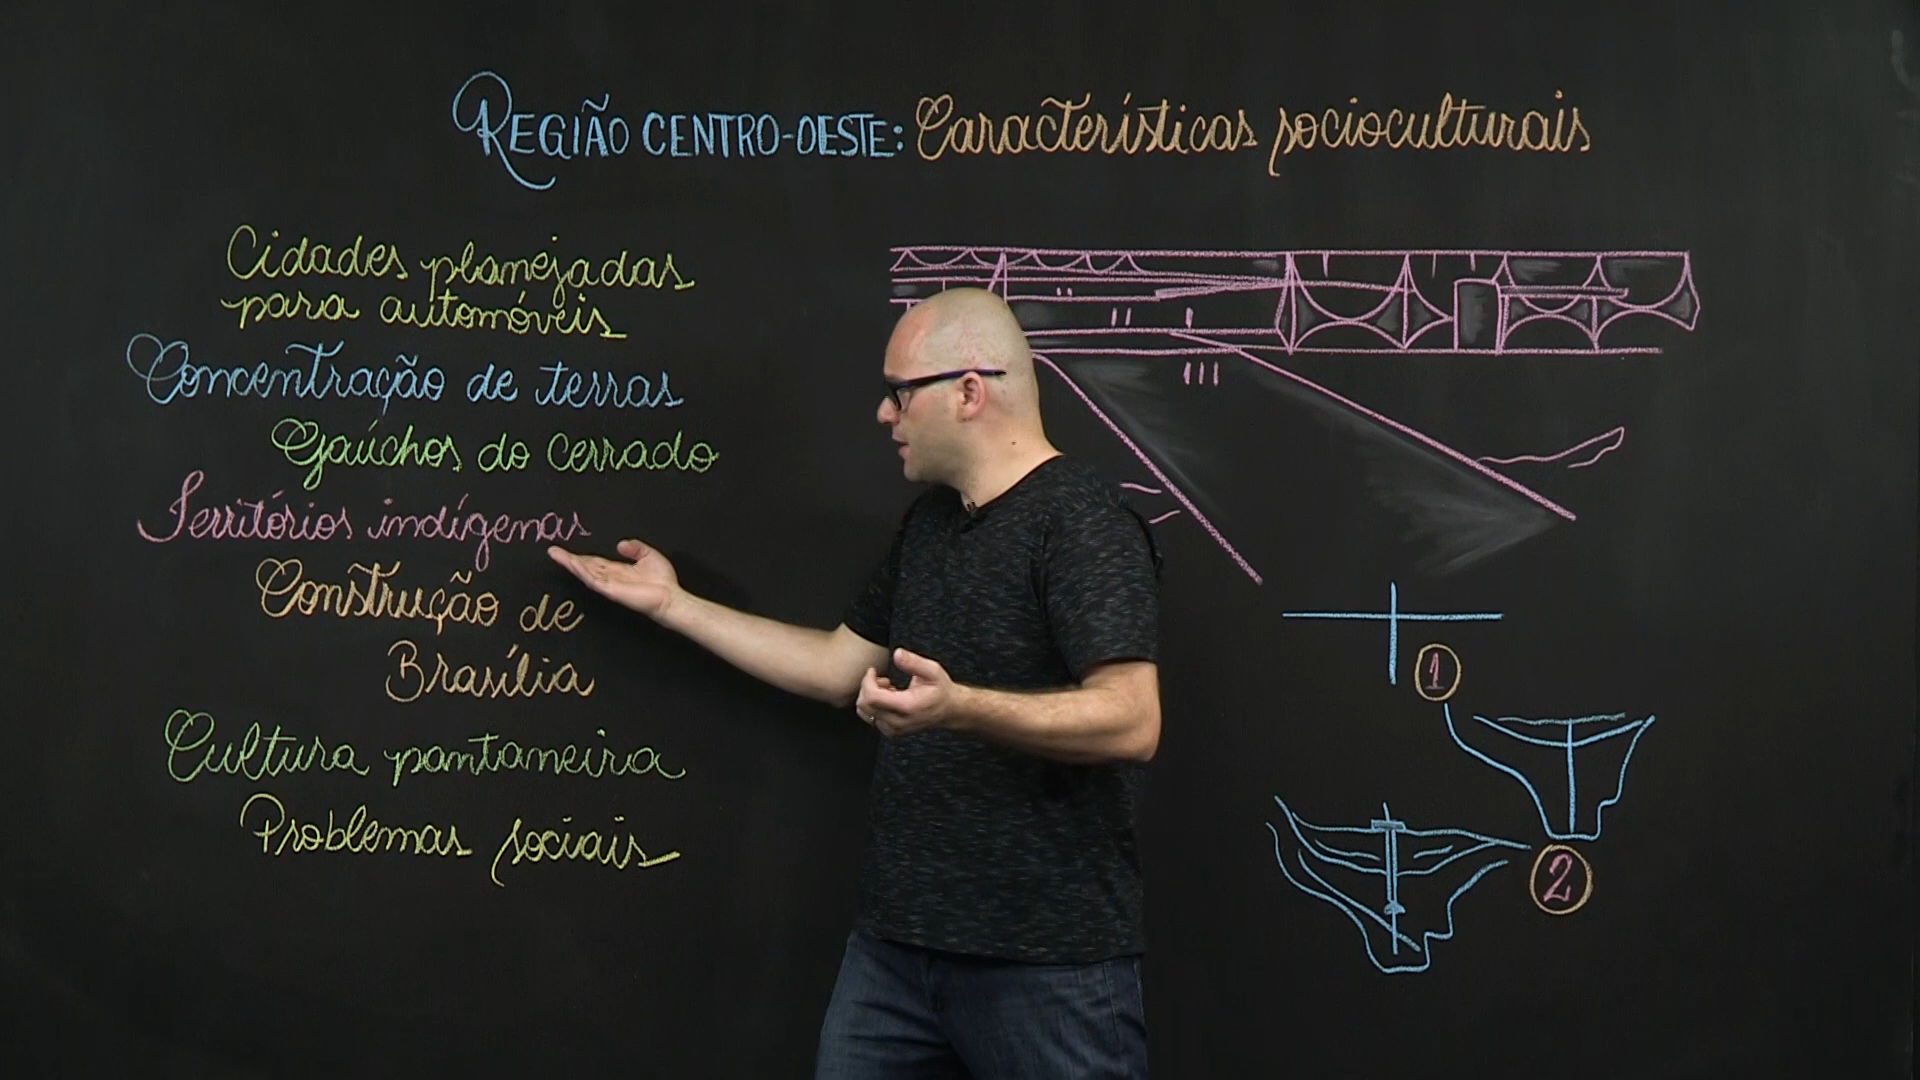 REGIÃO CENTRO-OESTE: Características socioculturais
Cidades planejadas
para automóveis
Concentração de terras
Gaúchos do cerrado
Territórios indígenas
Construção de
Brasília
Cultura pantaneira
Problemas sociais
1
2